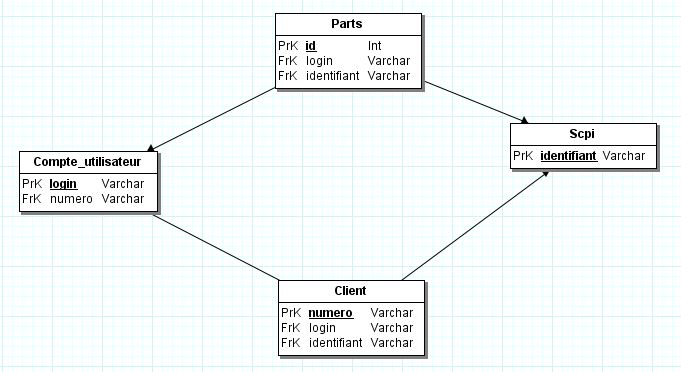 Parts
PrK id Int
FrK login Varchar
FrK identifiant Varchar
Scpi
PrK identifiant Varchar
Compte_utilisateur
PrK login Varchar
FrK numero Varchar
Client
PrK numero Varchar
FrK login Varchar
FrK identifiant Varchar